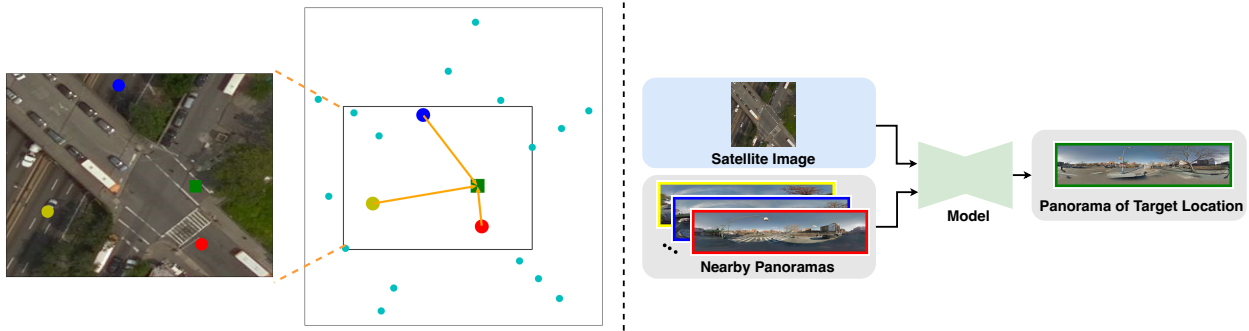 Satellite Image
Nearby Panoramas
Model
Panorama of Target Location